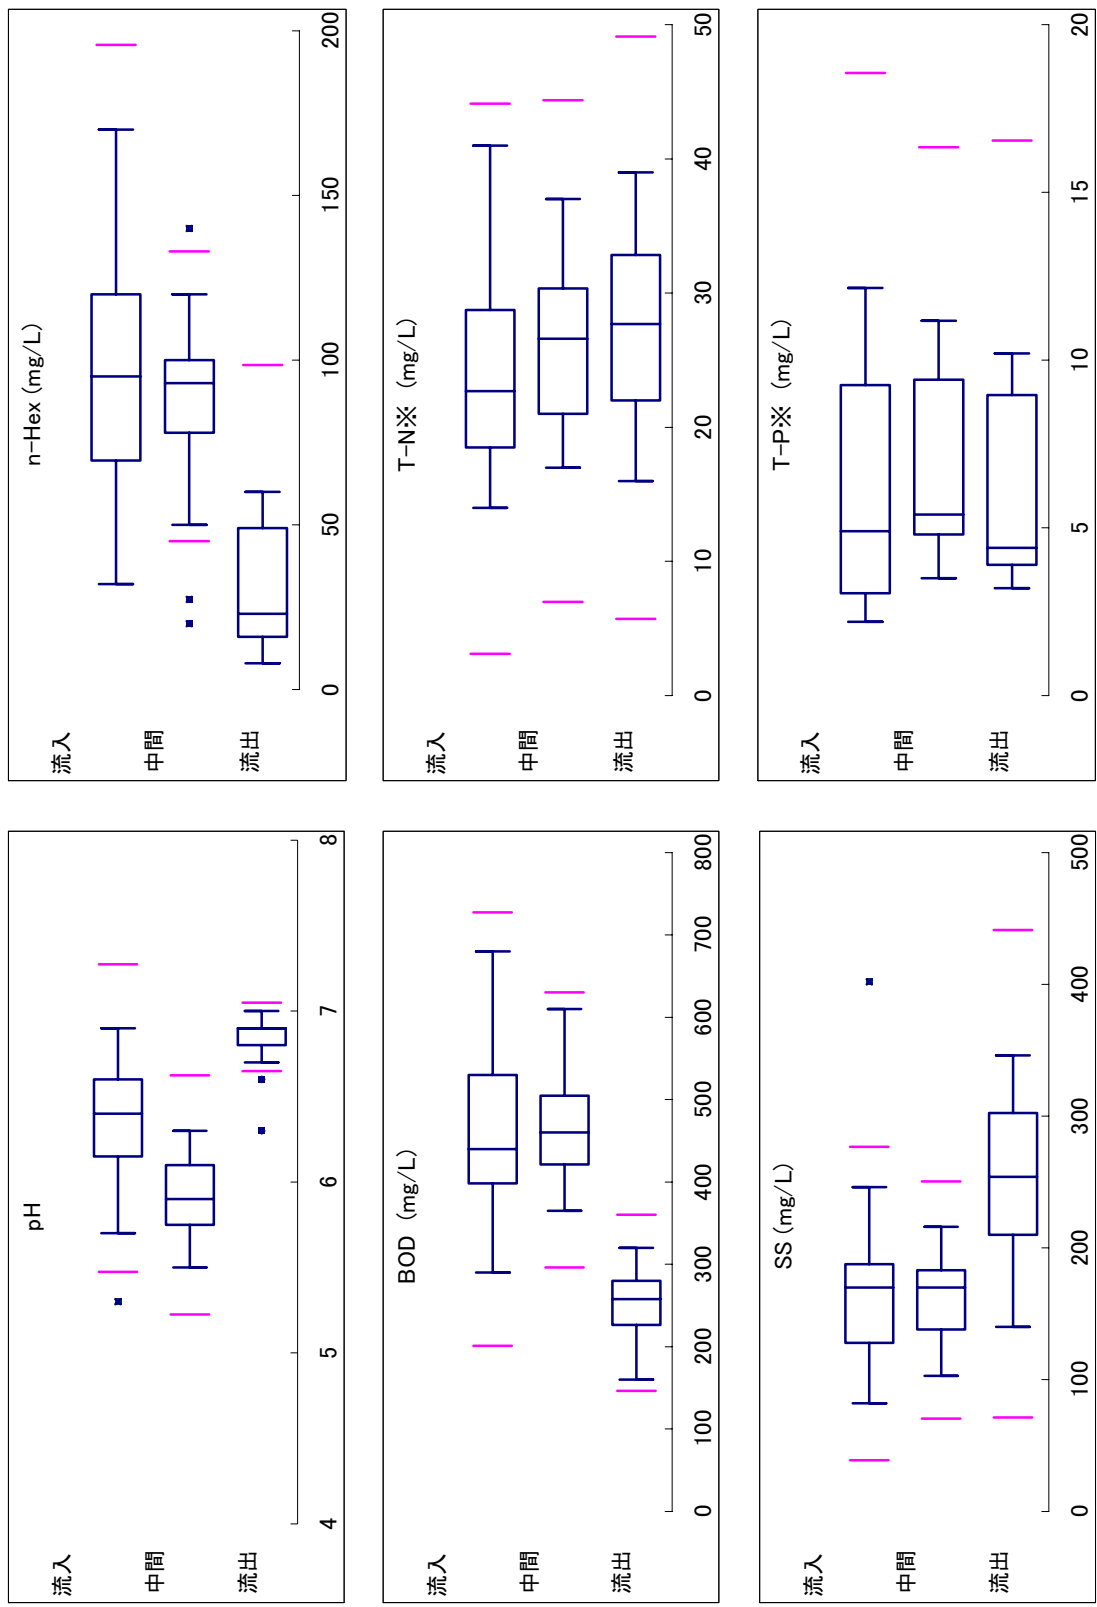 pH
流入
中間
流出
4 5 6 7 8
n-Hex (mg/L)
流入
中間
流出
0 50 100 150 200
BOD (mg/L)
流入
中間
流出
0 100 200 300 400 500 600 700 800
T-N※ (mg/L)
流入
中間
流出
0 10 20 30 40 50
SS (mg/L)
流入
中間
流出
0 100 200 300 400 500
T-P※ (mg/L)
流入
中間
流出
0 5 10 15 20